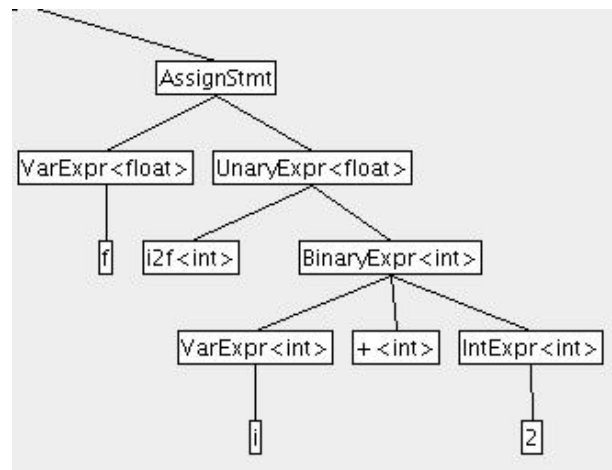 AssignStmt
VarExpr<float> UnaryExpr<float>
f i2f<int> BinaryExpr<int>
VarExpr<int> +<int> IntExpr<int>
i 2